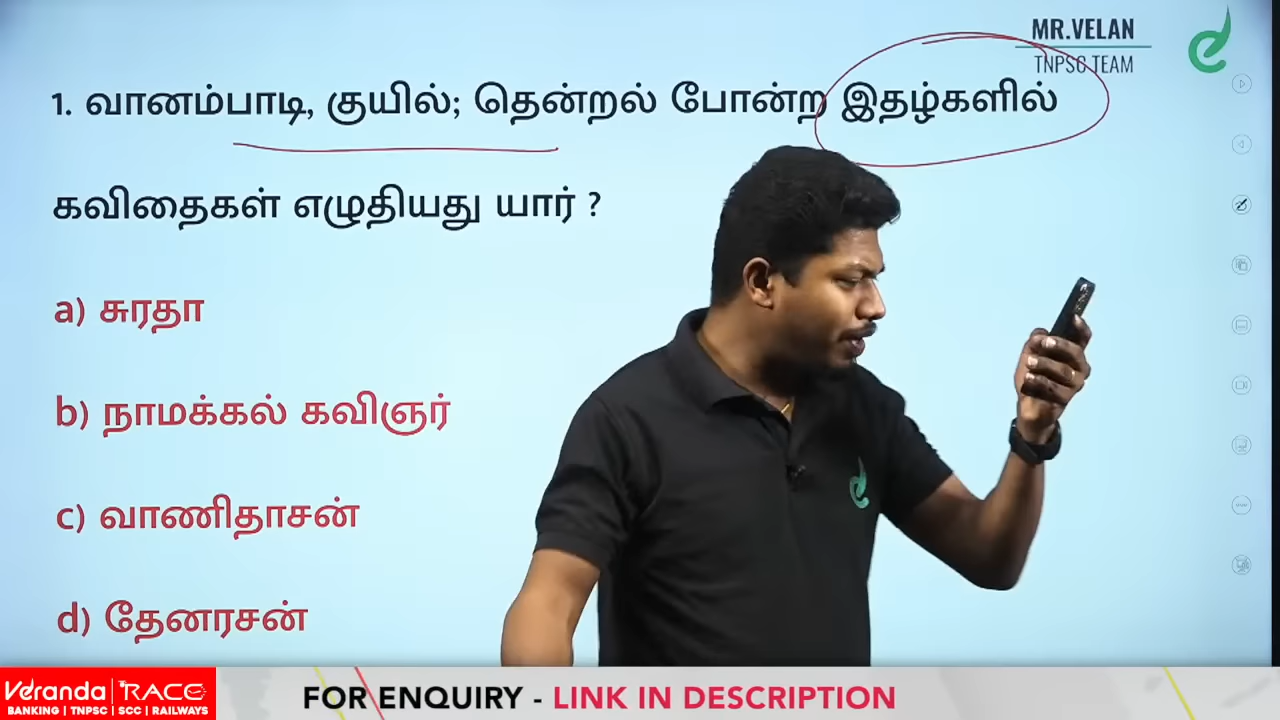 MR.VELAN
TNPSC TEAM
1. வானம்பாடி, குயில்; தென்றல் போன்ற இதழ்களில்
கவிதைகள் எழுதியது யார் ?
a) சுரதா
b) நாமக்கல் கவிஞர்
c) வாணிதாசன்
d) தேனரசன்
Veranda RACE
BANKING | TNPSC | SCC | RAILWAYS
FOR ENQUIRY - LINK IN DESCRIPTION